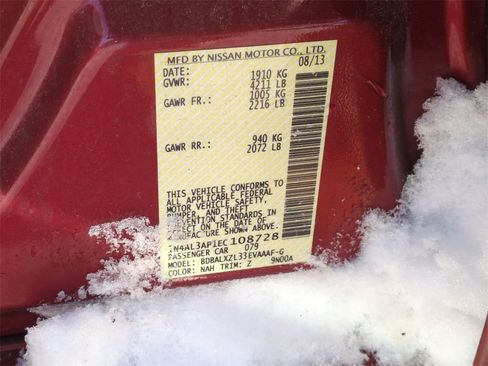 MFD BY NISSAN MOTOR CO., LTD.
DATE: 08/13
GVWR: 1910 KG
4211 LB
GAWR FR.: 1005 KG
2216 LB
GAWR RR.: 940 KG
2072 LB
THIS VEHICLE CONFORMS TO
ALL APPLICABLE FEDERAL
MOTOR VEHICLE SAFETY,
BUMPER, AND THEFT
PREVENTION STANDARDS IN
EFFECT ON THE DATE OF
MANUFACTURE
1N4AL3AP1EC108728
PASSENGER CAR 079
MODEL: BDBALXZL33EVAAAF-G
COLOR: NAH TRIM: Z 9N00A